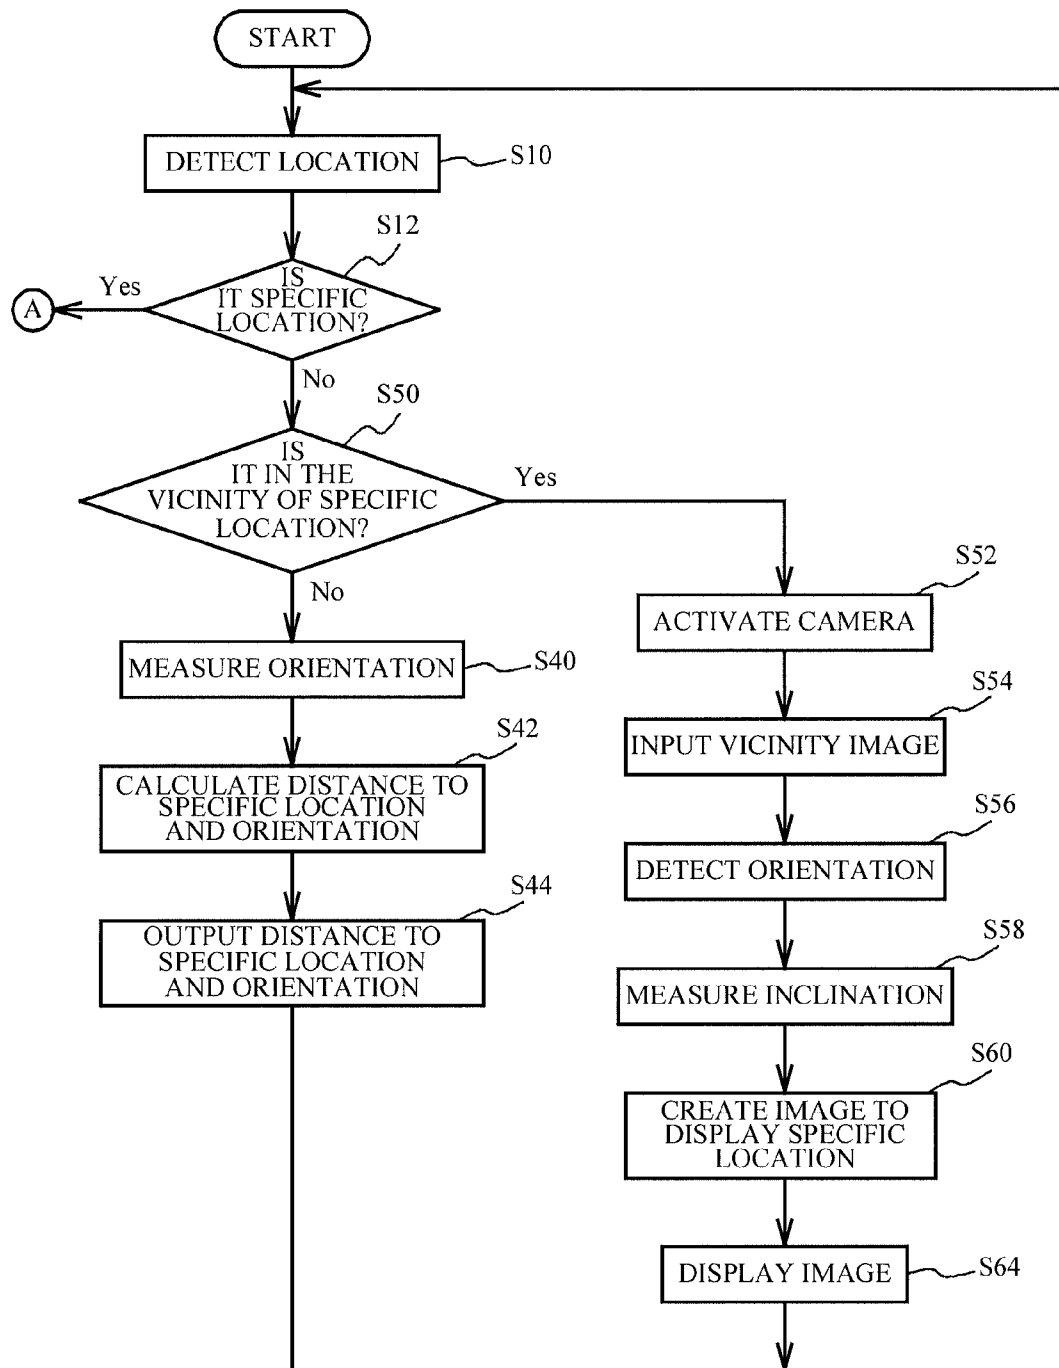 START
DETECT LOCATION
S10
S12
IS
IT SPECIFIC
LOCATION?
Yes
A
No
S50
IS
IT IN THE
VICINITY OF SPECIFIC
LOCATION?
Yes
No
MEASURE ORIENTATION
S40
S42
CALCULATE DISTANCE TO
SPECIFIC LOCATION
AND ORIENTATION
S44
OUTPUT DISTANCE TO
SPECIFIC LOCATION
AND ORIENTATION
S52
ACTIVATE CAMERA
S54
INPUT VICINITY IMAGE
S56
DETECT ORIENTATION
S58
MEASURE INCLINATION
S60
CREATE IMAGE TO
DISPLAY SPECIFIC
LOCATION
DISPLAY IMAGE
S64